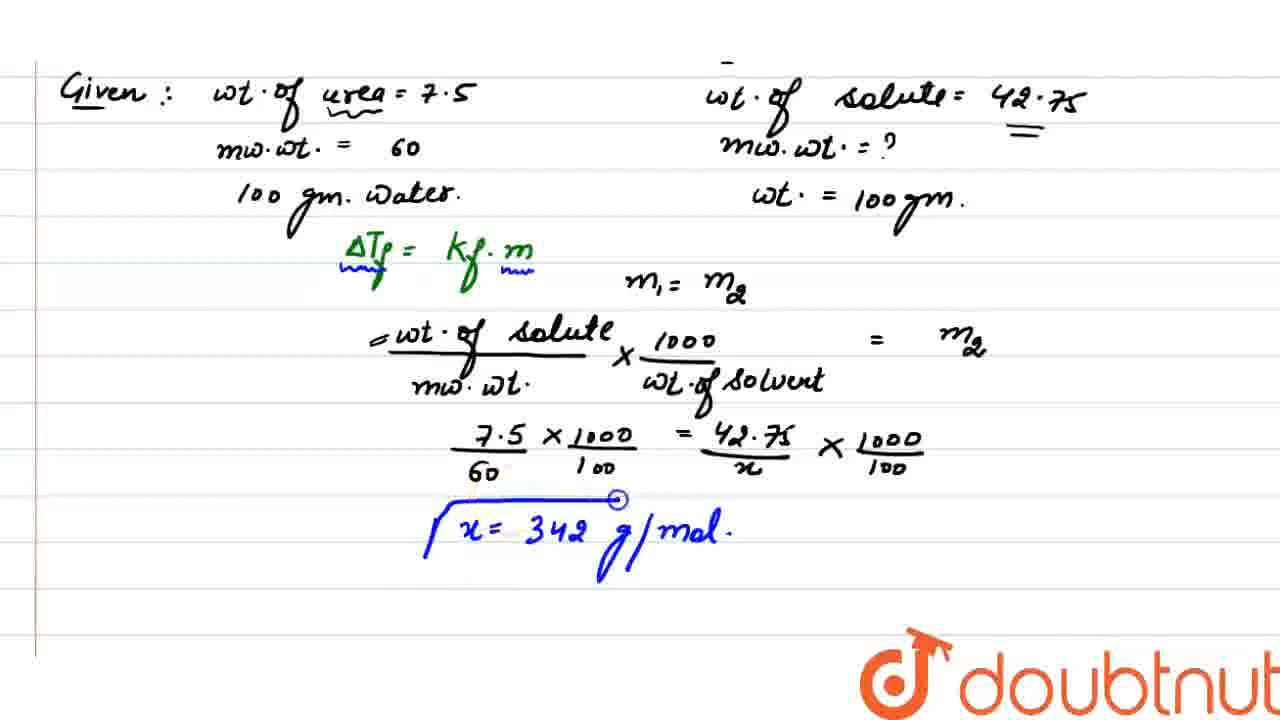 Given : wt. of urea = 7.5
mw. wt. = 60
100 gm. water.
wt. of solute = 42.75
mw. wt. = ?
wt. = 100 gm.
ΔTf = Kf . m
m1 = m2
= wt. of solute / mw. wt. × 1000 / wt. of solvent = m2
7.5 / 60 × 1000 / 100 = 42.75 / x × 1000 / 100
x = 342 g/mol.
doubtnut